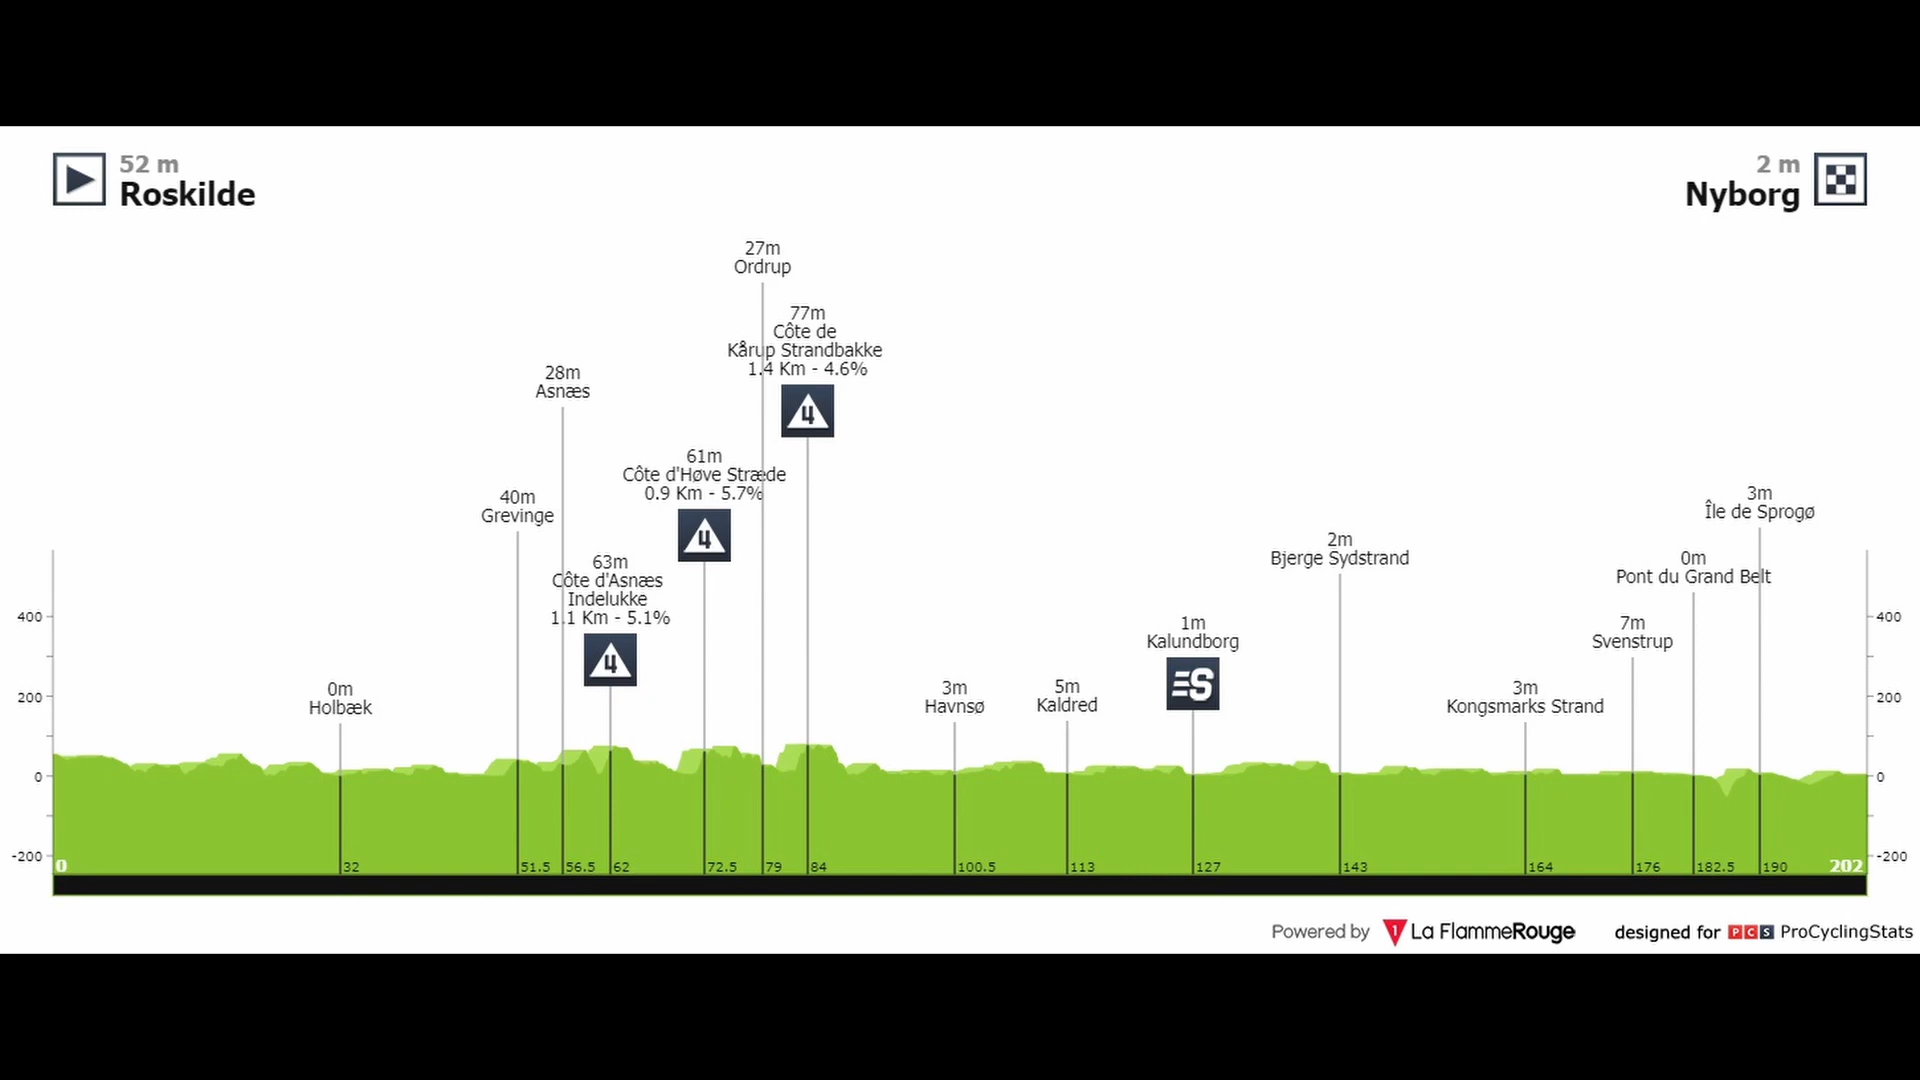 52 m
Roskilde
2 m
Nyborg
27m
Ordrup
77m
Côte de
Kårup Strandbakke
1.4 Km - 4.6%
4
28m
Asnæs
61m
Côte d'Høve Stræde
0.9 Km - 5.7%
4
40m
Grevinge
63m
Côte d'Asnæs
Indelukke
1.1 Km - 5.1%
4
0m
Holbæk
3m
Havnsø
5m
Kaldred
1m
Kalundborg
S
2m
Bjerge Sydstrand
3m
Kongsmarks Strand
7m
Svenstrup
0m
Pont du Grand Belt
3m
Île de Sprogø
400
200
0
-200
400
200
0
-200
0 32 51.5 56.5 62 72.5 79 84 100.5 113 127 143 164 176 182.5 190 202
Powered by 1 La FlammeRouge designed for PCS ProCyclingStats